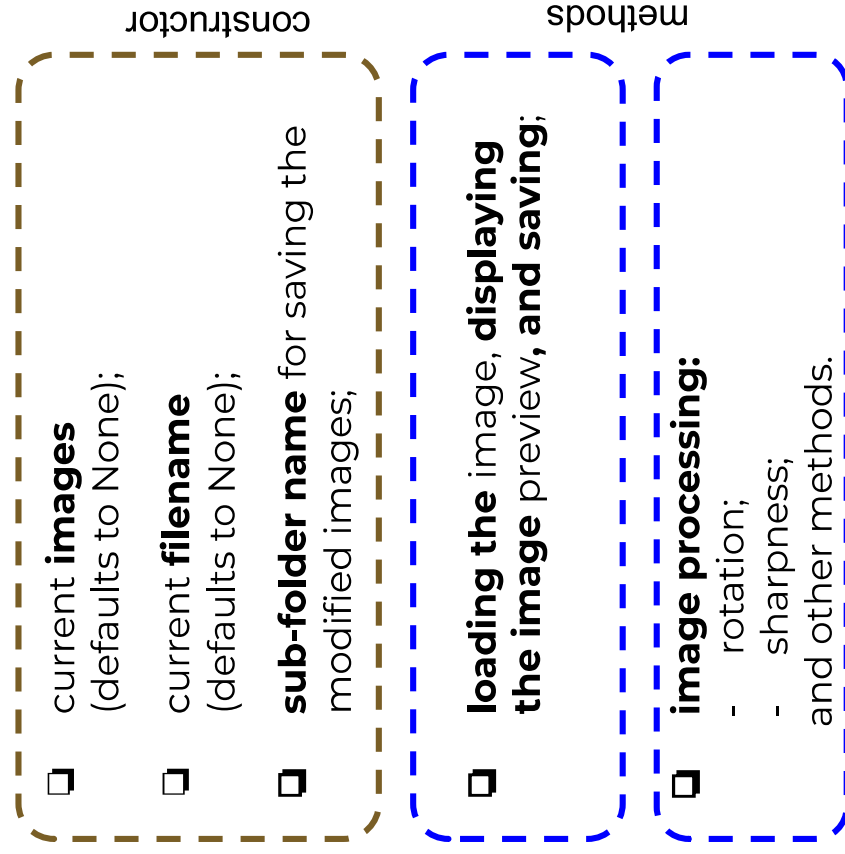 constructor
current images
(defaults to None);
current filename
(defaults to None);
sub-folder name for saving the
modified images;
methods
loading the image, displaying
the image preview, and saving;
image processing:
- rotation;
- sharpness;
and other methods.